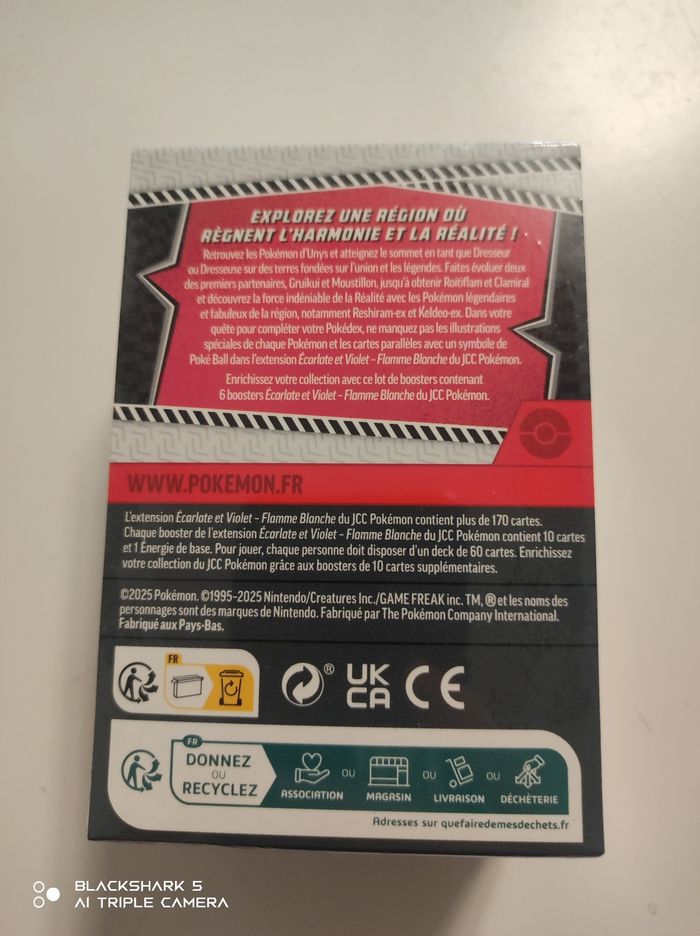 EXPLOREZ UNE RÉGION OÙ
RÈGNENT L'HARMONIE ET LA RÉALITÉ !
Retrouvez les Pokémon d'Unys et atteignez le sommet en tant que Dresseur
ou Dresseuse sur des terres fondées sur l'union et les légendes. Faites évoluer deux
des premiers partenaires, Gruikui et Moustillon, jusqu'à obtenir Roitiflam et Clamiral
et découvrez la force indéniable de la Réalité avec les Pokémon légendaires
et fabuleux de la région, notamment Reshiram-ex et Keldeo-ex. Dans votre
quête pour compléter votre Pokédex, ne manquez pas les illustrations
spéciales de chaque Pokémon et les cartes parallèles avec un symbole de
Poké Ball dans l'extension Écarlate et Violet – Flamme Blanche du JCC Pokémon.
Enrichissez votre collection avec ce lot de boosters contenant
6 boosters Écarlate et Violet – Flamme Blanche du JCC Pokémon.
WWW.POKEMON.FR
L'extension Écarlate et Violet – Flamme Blanche du JCC Pokémon contient plus de 170 cartes.
Chaque booster de l'extension Écarlate et Violet – Flamme Blanche du JCC Pokémon contient 10 cartes
et 1 Énergie de base. Pour jouer, chaque personne doit disposer d'un deck de 60 cartes. Enrichissez
votre collection du JCC Pokémon grâce aux boosters de 10 cartes supplémentaires.
©2025 Pokémon. ©1995-2025 Nintendo/Creatures Inc./GAME FREAK inc. TM, ® et les noms des
personnages sont des marques de Nintendo. Fabriqué par The Pokémon Company International.
Fabriqué aux Pays-Bas.
FR
®
UK
CA
CE
FR
DONNEZ
OU
RECYCLEZ
ASSOCIATION OU MAGASIN OU LIVRAISON OU DÉCHÈTERIE
Adresses sur quefairedemesdechets.fr
BLACKSHARK 5
AI TRIPLE CAMERA